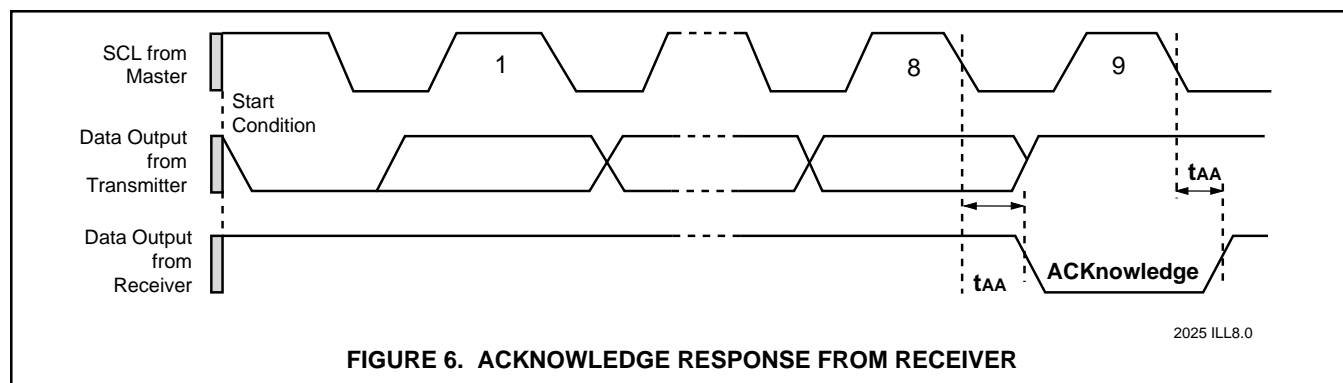 SCL from
Master
1
8
9
Start
Condition
Data Output
from
Transmitter
tAA
Data Output
from
Receiver
tAA
ACKnowledge
2025 ILL8.0
FIGURE 6. ACKNOWLEDGE RESPONSE FROM RECEIVER